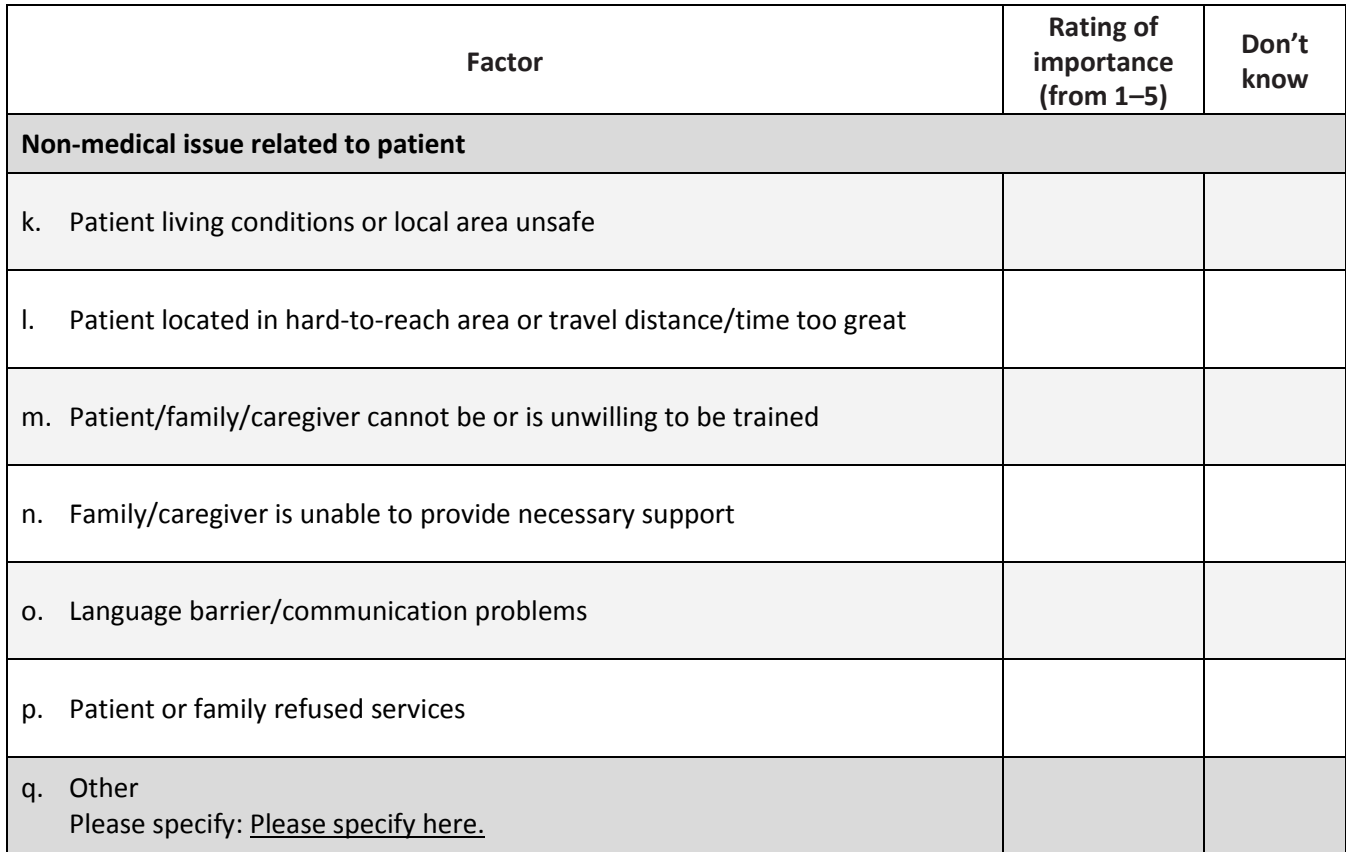 Factor
Rating of
importance
(from 1–5)
Don’t
know
Non-medical issue related to patient
k. Patient living conditions or local area unsafe
l. Patient located in hard-to-reach area or travel distance/time too great
m. Patient/family/caregiver cannot be or is unwilling to be trained
n. Family/caregiver is unable to provide necessary support
o. Language barrier/communication problems
p. Patient or family refused services
q. Other
Please specify: Please specify here.